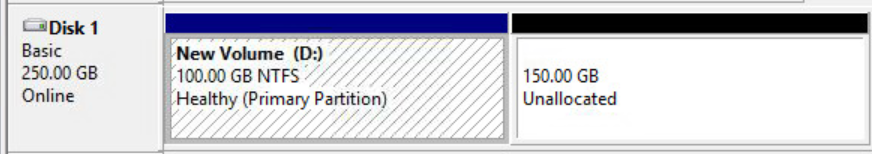 Disk 1
Basic
250.00 GB
Online
New Volume (D:)
100.00 GB NTFS
Healthy (Primary Partition)
150.00 GB
Unallocated